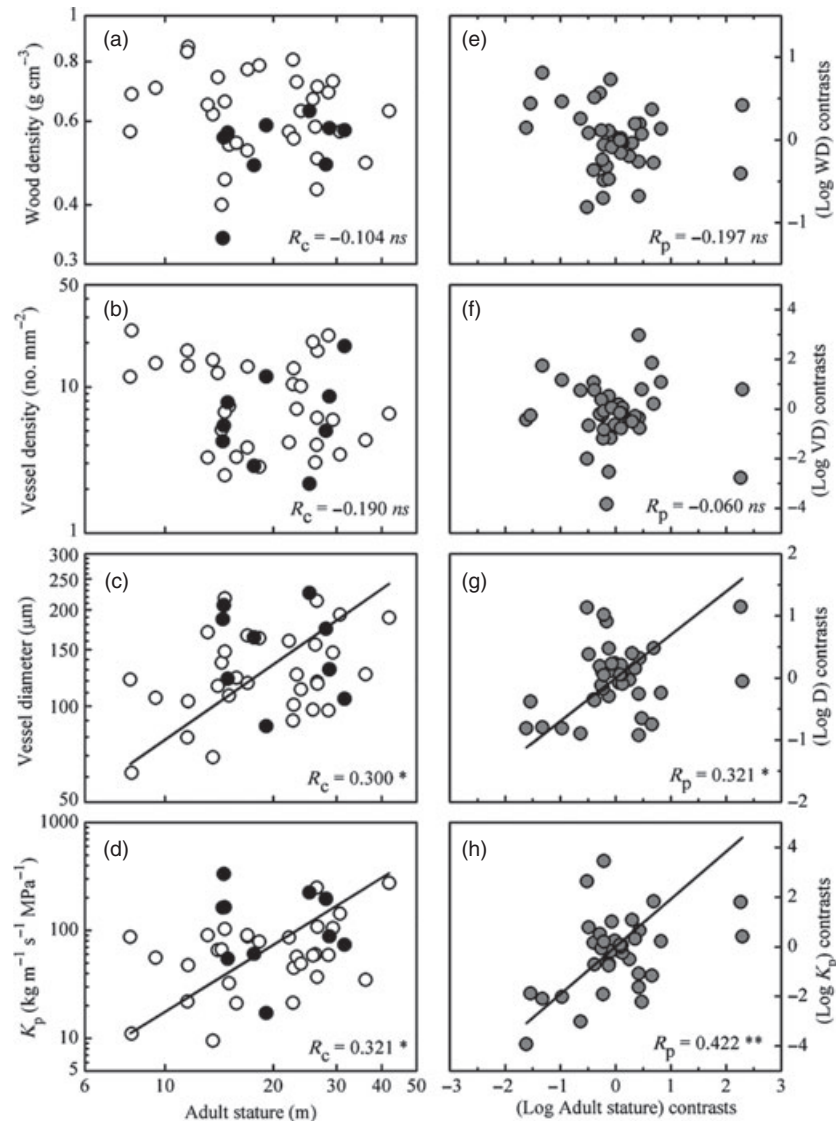 (a)
Wood density (g cm⁻³)
1
0.8
0.6
0.4
0.3
R_c = −0.104 ns
(e)
(Log WD) contrasts
1
0
−1
R_p = −0.197 ns
(b)
Vessel density (no. mm⁻²)
50
10
1
R_c = −0.190 ns
(f)
(Log VD) contrasts
4
2
0
−2
−4
R_p = −0.060 ns
(c)
Vessel diameter (μm)
300
250
200
150
100
50
R_c = 0.300 *
(g)
(Log D) contrasts
2
1
0
−1
−2
R_p = 0.321 *
(d)
K_p (kg m⁻¹ s⁻¹ MPa⁻¹)
1000
100
10
5
R_c = 0.321 *
6 10 20 30 40 50
Adult stature (m)
(h)
(Log K_p) contrasts
4
2
0
−2
−4
R_p = 0.422 **
−3 −2 −1 0 1 2 3
(Log Adult stature) contrasts